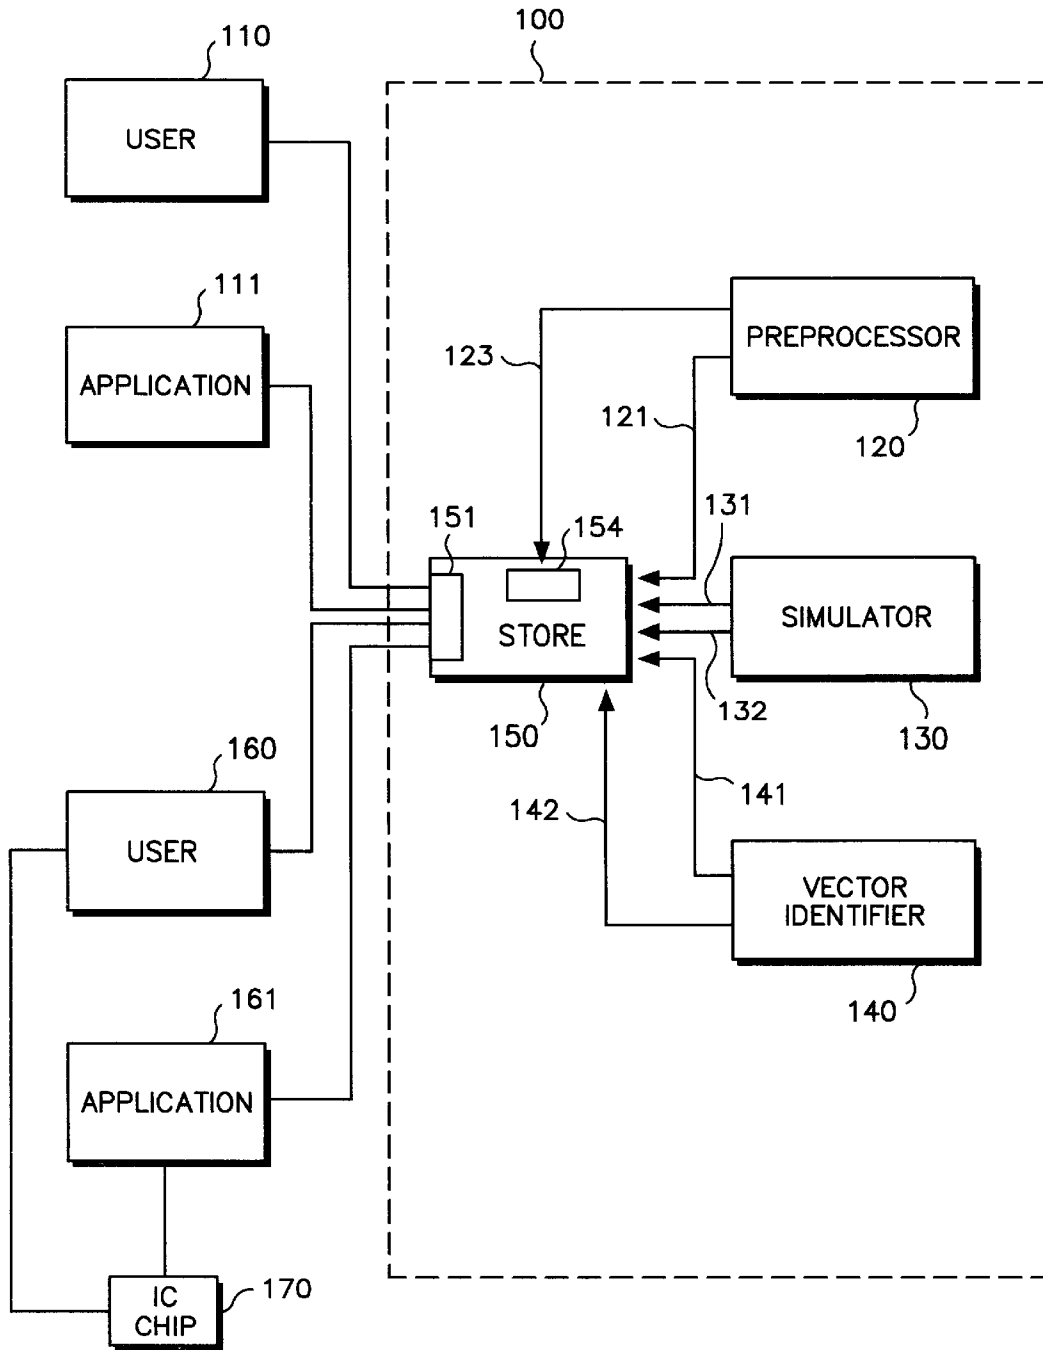 100
110
USER
111
APPLICATION
123
PREPROCESSOR
121
120
151
154
131
STORE
SIMULATOR
150
132
130
160
142
141
USER
VECTOR
IDENTIFIER
161
140
APPLICATION
IC
CHIP
170